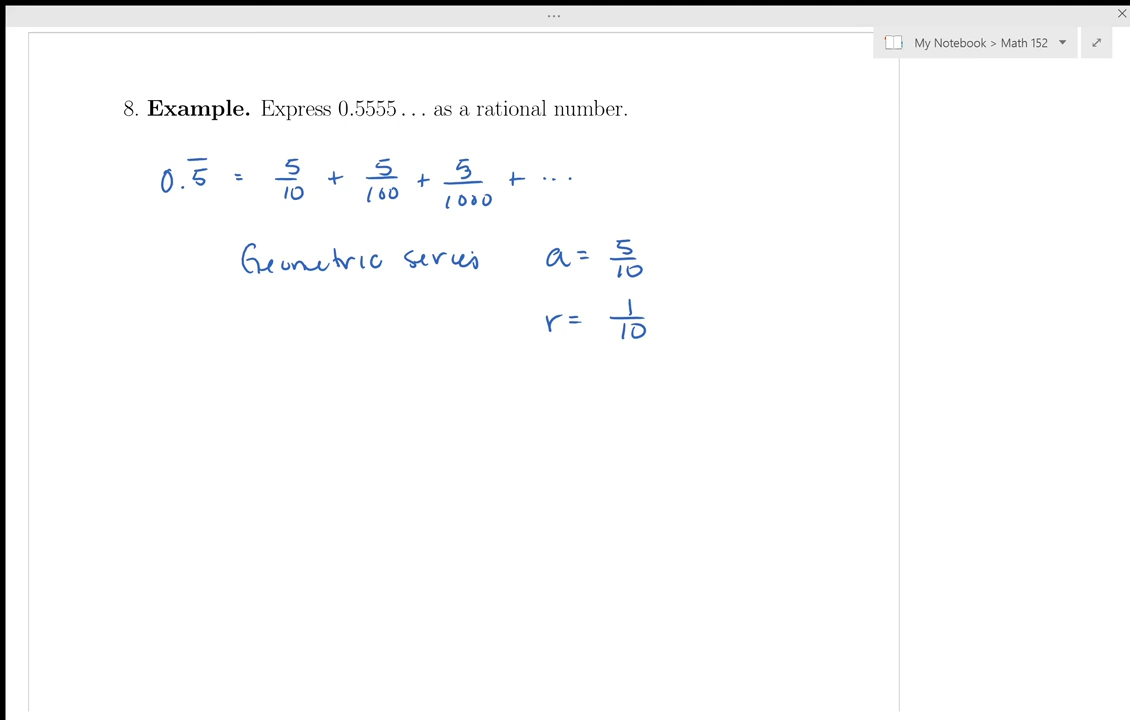 ...
My Notebook > Math 152
8. Example. Express 0.5555... as a rational number.
0.5̅ = 5/10 + 5/100 + 5/1000 + ...
Geometric series a = 5/10
r = 1/10